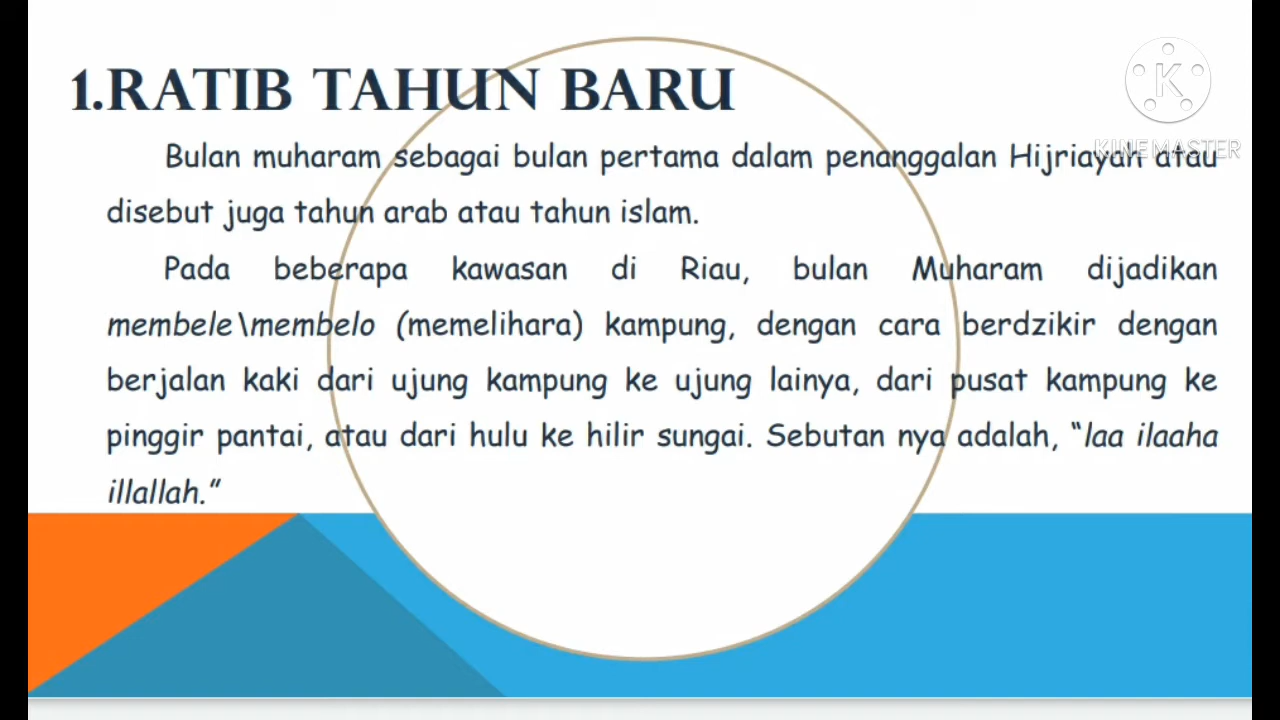 1.RATIB TAHUN BARU
K
KINEMASTER
Bulan muharam sebagai bulan pertama dalam penanggalan Hijriayah atau
disebut juga tahun arab atau tahun islam.
Pada beberapa kawasan di Riau, bulan Muharam dijadikan
membele\membelo (memelihara) kampung, dengan cara berdzikir dengan
berjalan kaki dari ujung kampung ke ujung lainya, dari pusat kampung ke
pinggir pantai, atau dari hulu ke hilir sungai. Sebutan nya adalah, “laa ilaaha
illallah.”